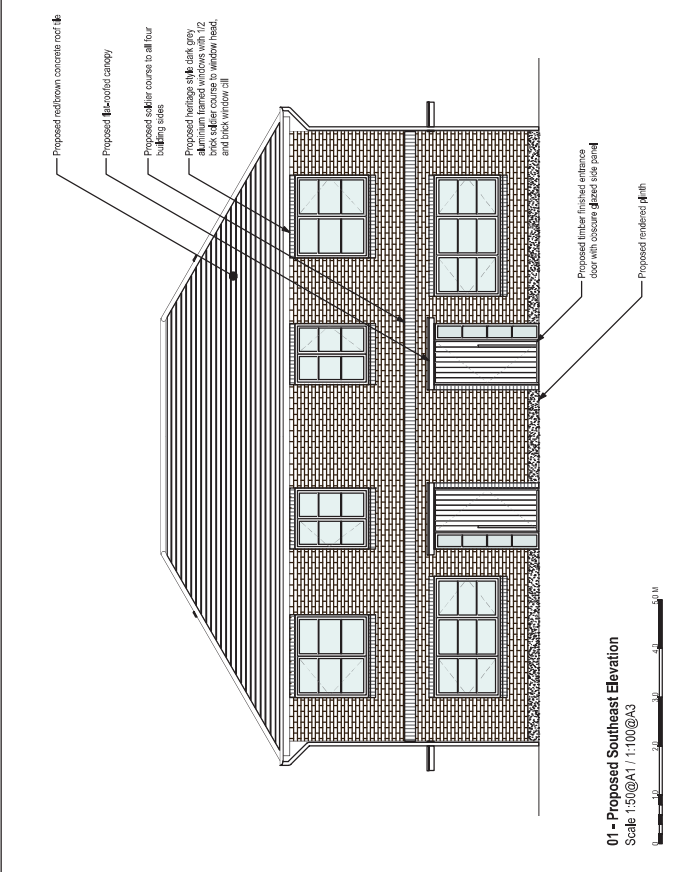 Proposed red/brown concrete roof tile
Proposed flat-roofed canopy
Proposed soldier course to all four
building sides
Proposed heritage style dark grey
aluminium framed windows with 1/2
brick soldier course to window head,
and brick window cill
Proposed timber finished entrance
door with obscure glazed side panel
Proposed rendered plinth
01 - Proposed Southeast Elevation
Scale 1:50@A1 / 1:100@A3
0 1.0 2.0 3.0 4.0 5.0 M